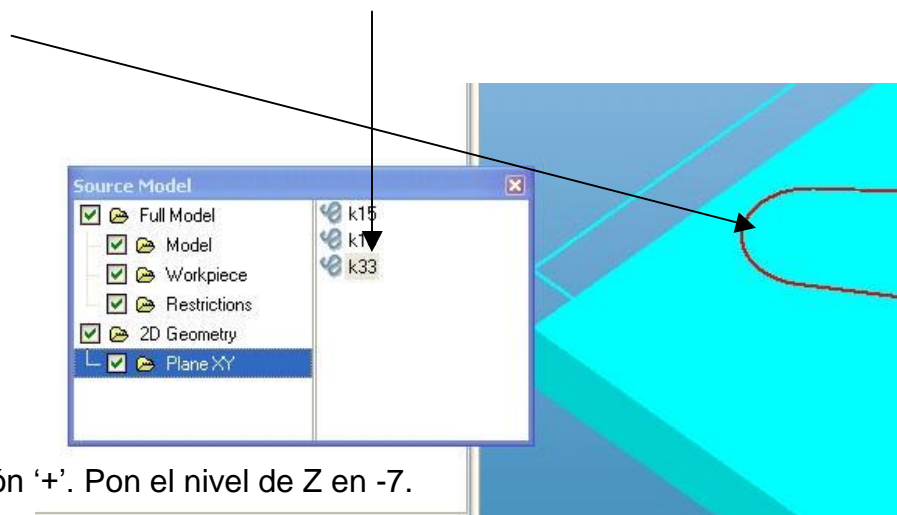 Source Model
Full Model
Model
Workpiece
Restrictions
2D Geometry
Plane XY
k15
k33
ón ‘+’. Pon el nivel de Z en -7.